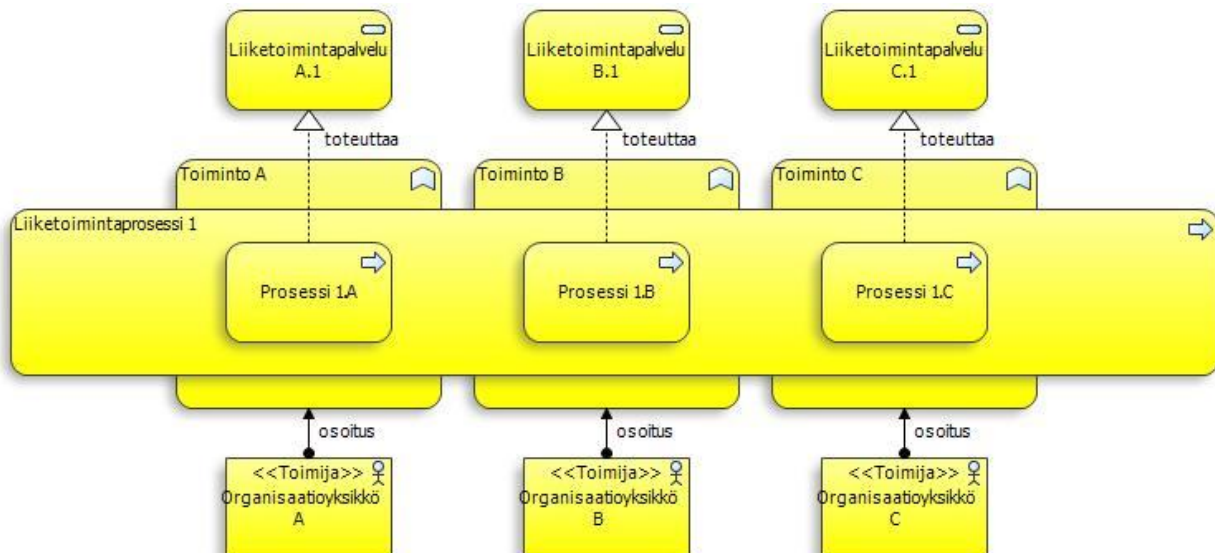 Liiketoimintapalvelu
A.1
Liiketoimintapalvelu
B.1
Liiketoimintapalvelu
C.1
toteuttaa
toteuttaa
toteuttaa
Toiminto A
Toiminto B
Toiminto C
Liiketoimintaprosessi 1
Prosessi 1.A
Prosessi 1.B
Prosessi 1.C
osoitus
osoitus
osoitus
<<Toimija>>
Organisaatioyksikkö
A
<<Toimija>>
Organisaatioyksikkö
B
<<Toimija>>
Organisaatioyksikkö
C